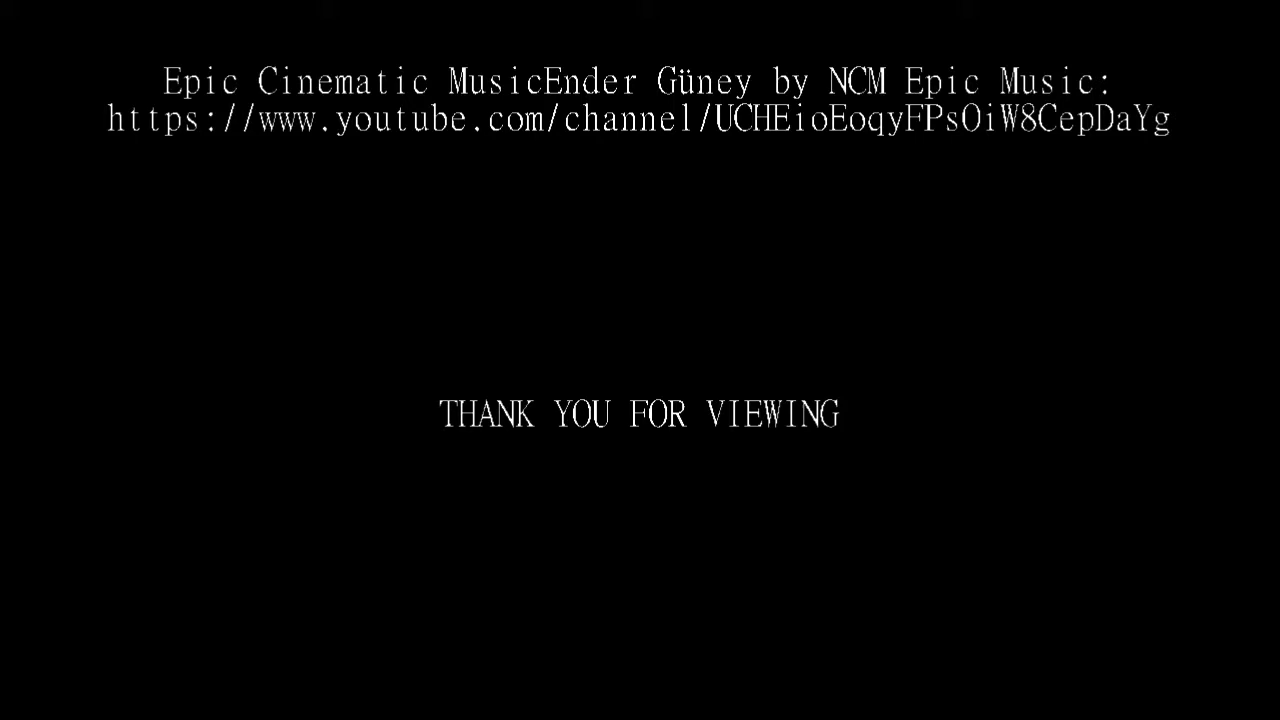 Epic Cinematic MusicEnder Güney by NCM Epic Music:
https://www.youtube.com/channel/UCHEioEoqyFPsOiW8CepDaYg
THANK YOU FOR VIEWING